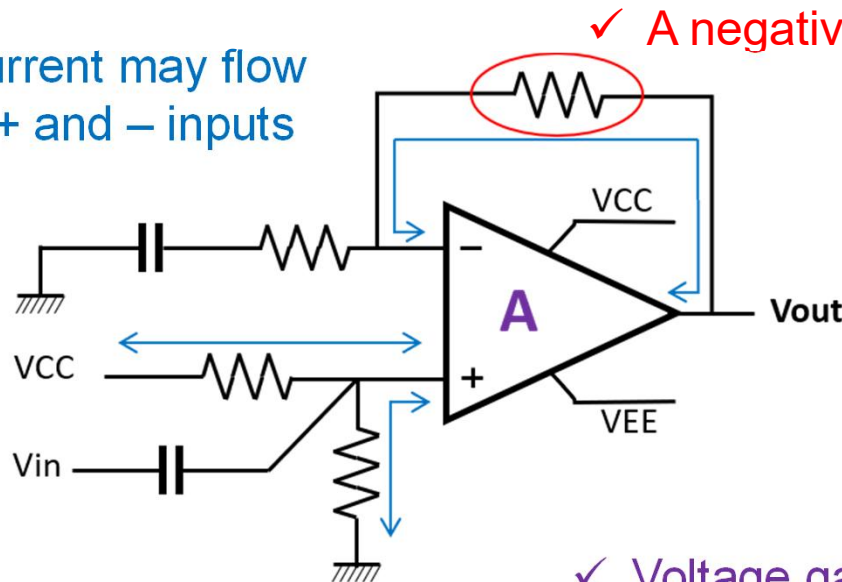 ✓ A negativ
urrent may flow
+ and – inputs
VCC
−
A
Vout
VCC
+
VEE
Vin
✓ Voltage ga